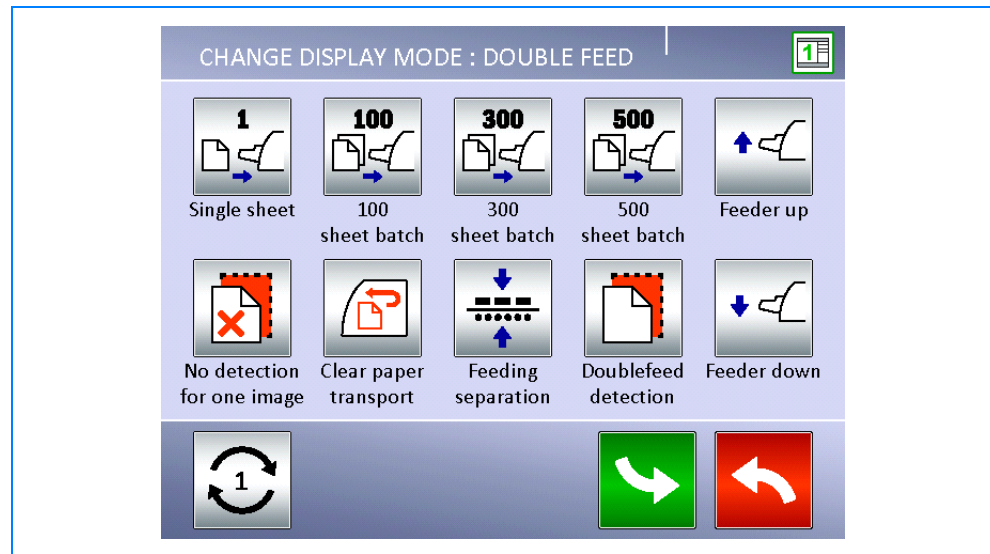 CHANGE DISPLAY MODE : DOUBLE FEED
1
1
100
300
500
Single sheet
100
sheet batch
300
sheet batch
500
sheet batch
Feeder up
No detection
for one image
Clear paper
transport
Feeding
separation
Doublefeed
detection
Feeder down
1